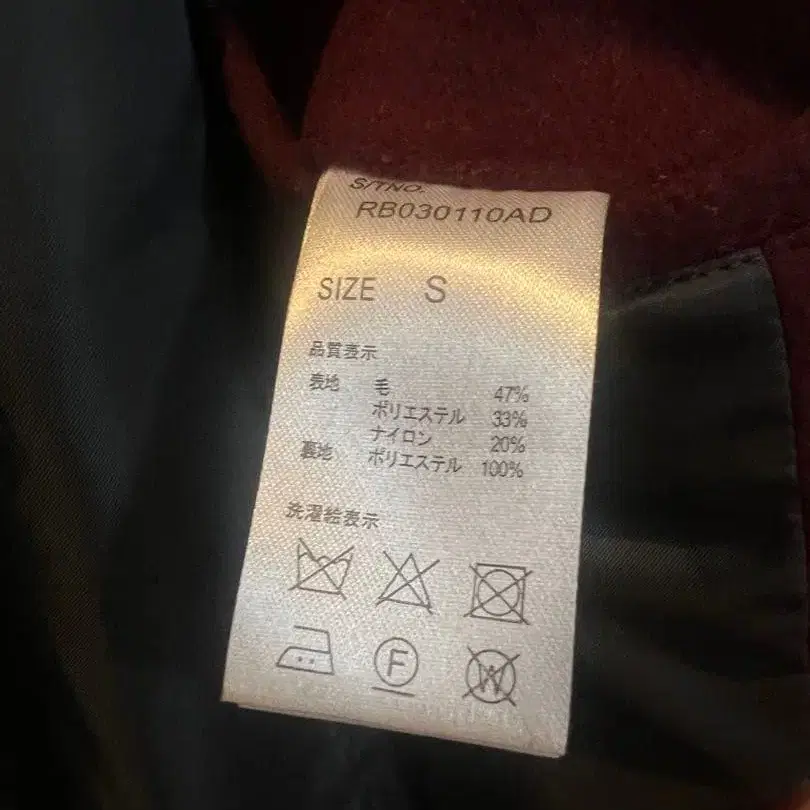 S/TNO.
RB030110AD
SIZE S
品質表示
表地 毛 47%
ポリエステル 33%
ナイロン 20%
裏地 ポリエステル 100%
洗濯絵表示
F
W